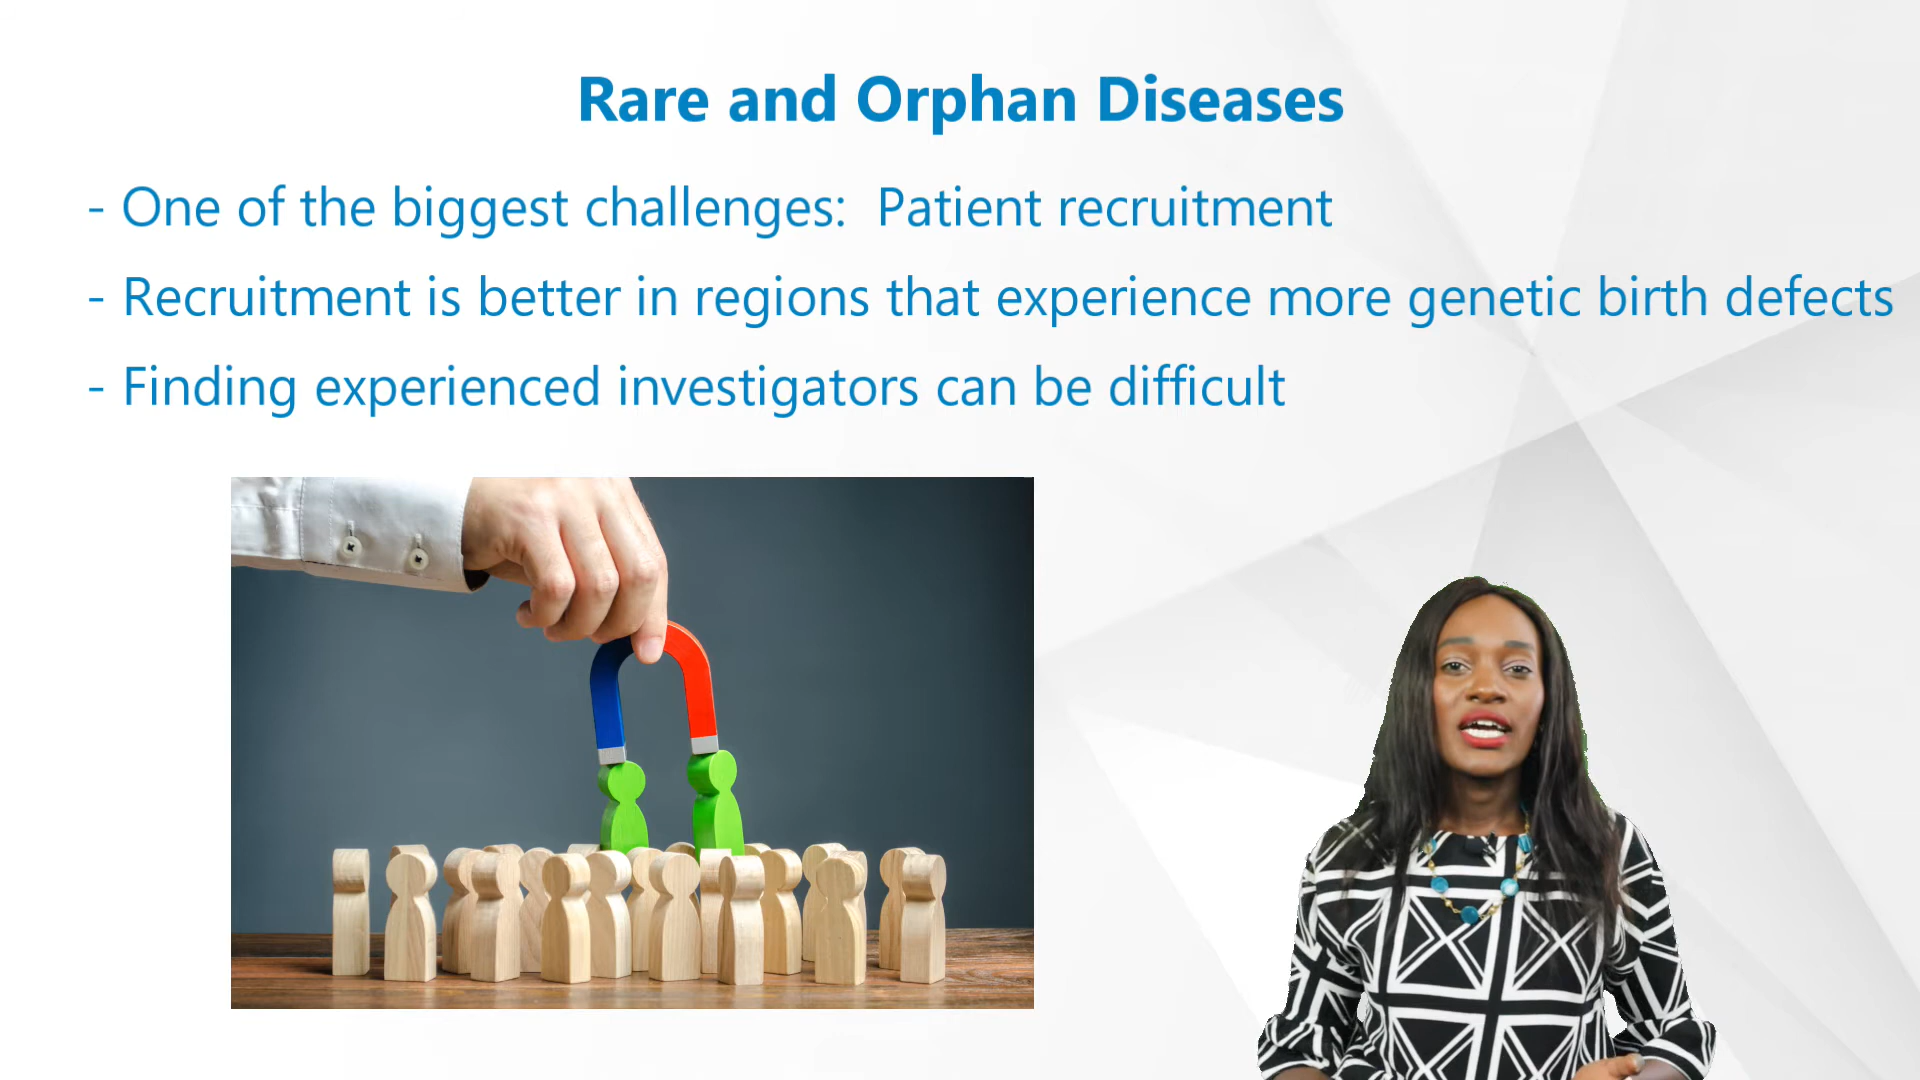 Rare and Orphan Diseases
- One of the biggest challenges:  Patient recruitment
- Recruitment is better in regions that experience more genetic birth defects
- Finding experienced investigators can be difficult